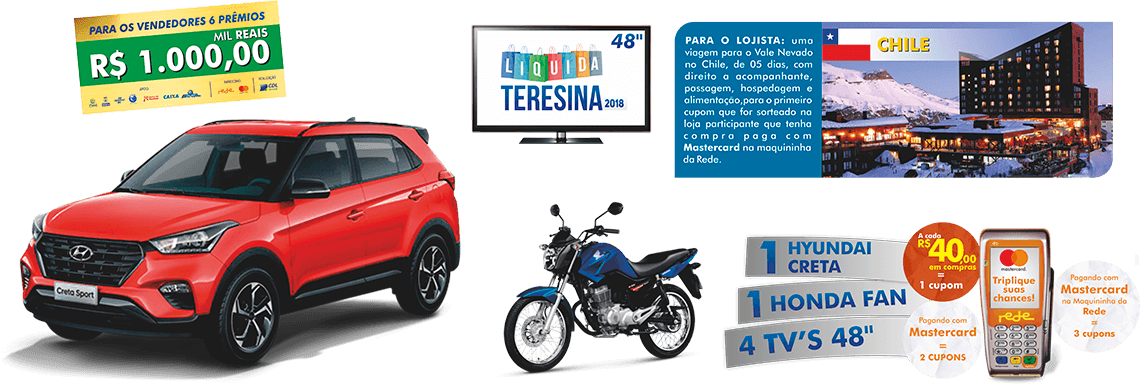 PARA OS VENDEDORES 6 PRÊMIOS
MIL REAIS
R$ 1.000,00
rede
CAIXA
CDL
Creta Sport
48"
LIQUIDA
TERESINA 2018
PARA O LOJISTA: uma
viagem para o Vale Nevado
no Chile, de 05 dias, com
direito a acompanhante,
passagem, hospedagem e
alimentação,para o primeiro
cupom que for sorteado na
loja participante que tenha
compra paga com
Mastercard na maquininha
da Rede.
CHILE
1 HYUNDAI
CRETA
1 HONDA FAN
4 TV'S 48"
A cada
R$40,00
em compras
=
1 cupom
Pagando com
Mastercard
=
2 CUPONS
mastercard.
Triplique
suas
chances!
rede
Pagando com
Mastercard
na Maquininha da
Rede
=
3 cupons